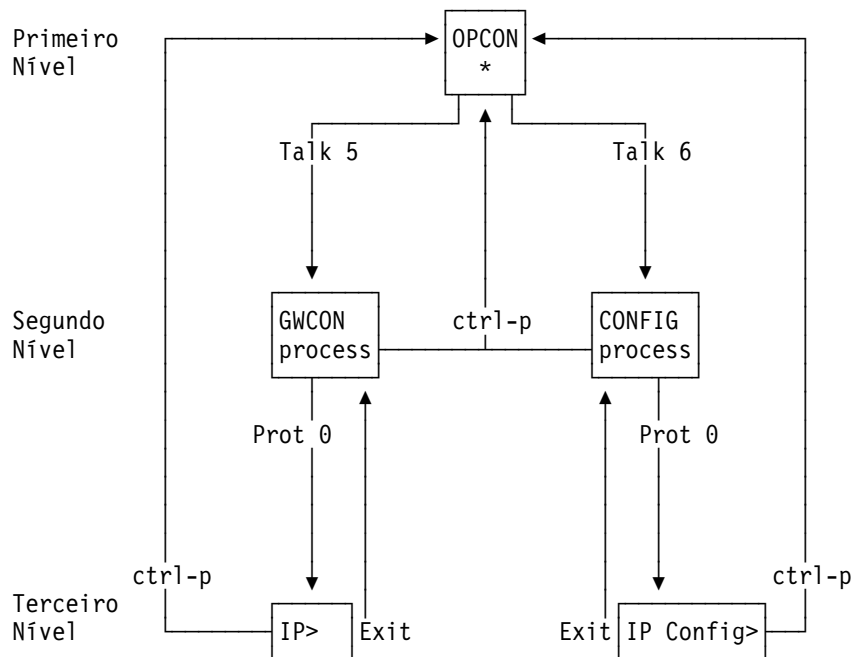 Primeiro
Nível
OPCON
*
Talk 5
Talk 6
Segundo
Nível
GWCON
process
ctrl-p
CONFIG
process
Prot 0
Prot 0
ctrl-p
ctrl-p
Terceiro
Nível
IP>
Exit
Exit
IP Config>